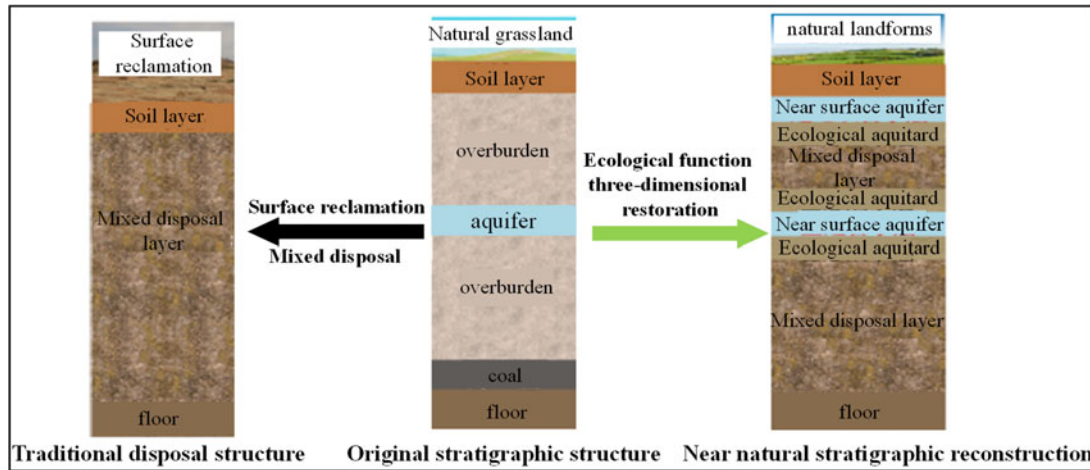 Surface
reclamation
Soil layer
Mixed disposal
layer
floor
Traditional disposal structure
Surface reclamation
Mixed disposal
Natural grassland
Soil layer
overburden
aquifer
overburden
coal
floor
Original stratigraphic structure
Ecological function
three-dimensional
restoration
natural landforms
Soil layer
Near surface aquifer
Ecological aquitard
Mixed disposal
layer
Ecological aquitard
Near surface aquifer
Ecological aquitard
Mixed disposal layer
floor
Near natural stratigraphic reconstruction